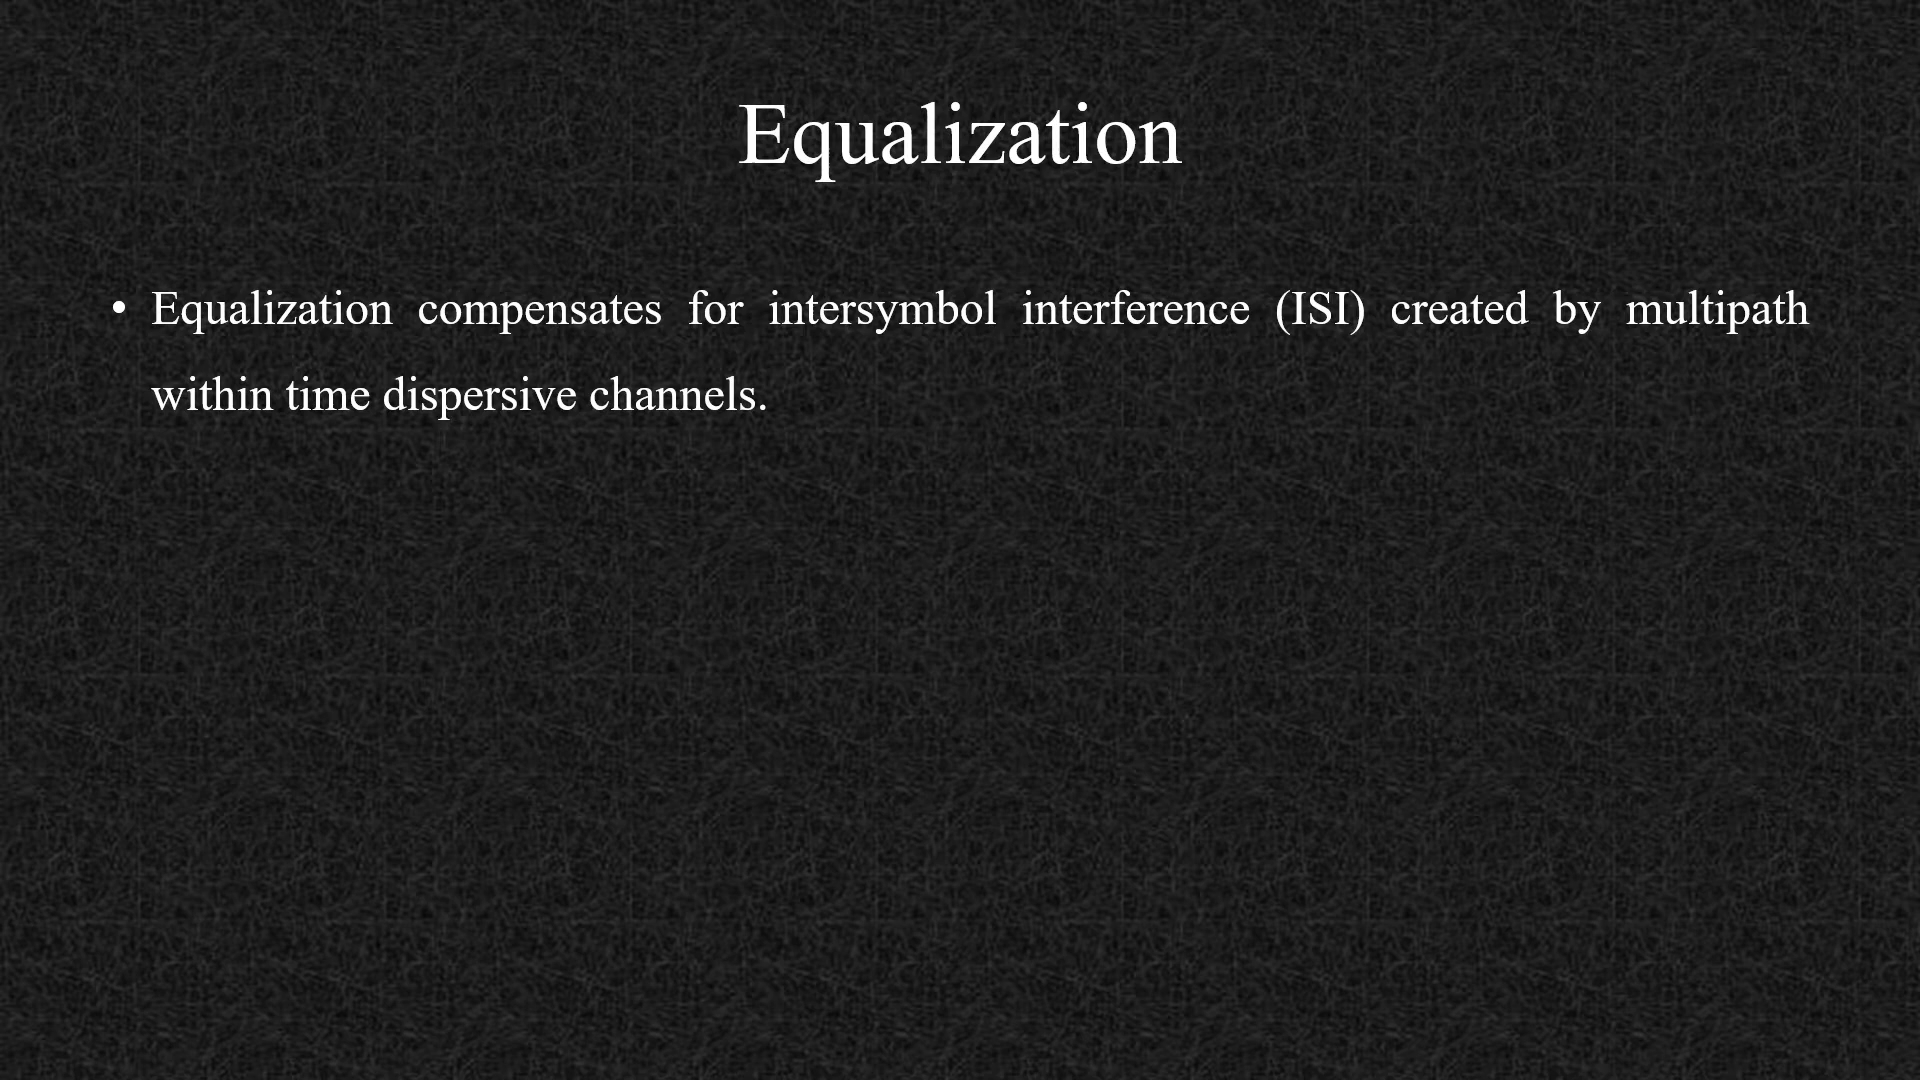 Equalization
• Equalization compensates for intersymbol interference (ISI) created by multipath
within time dispersive channels.